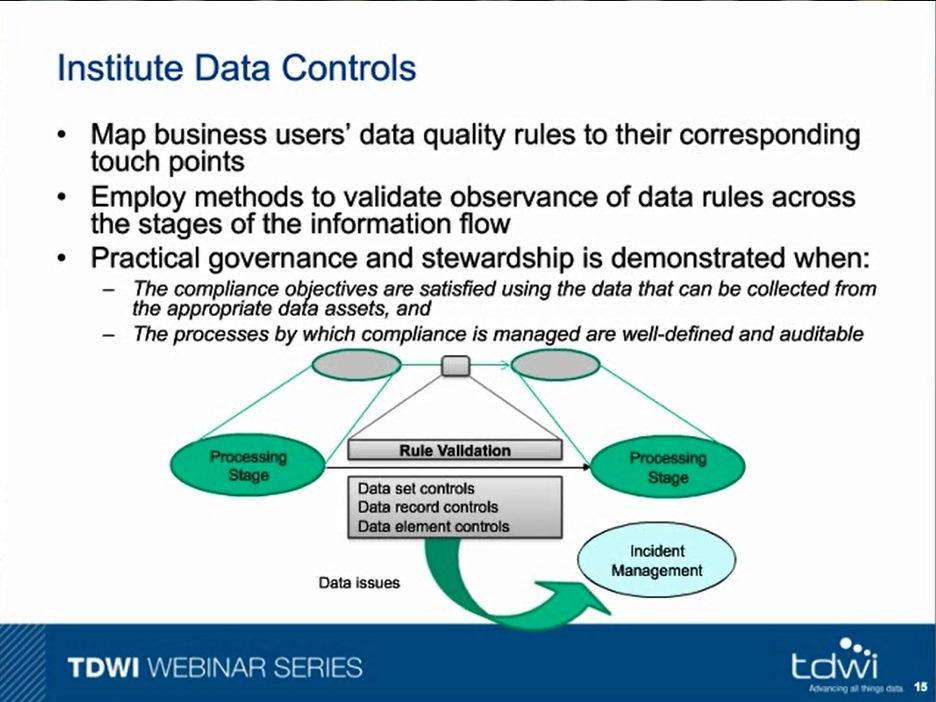 Institute Data Controls
• Map business users' data quality rules to their corresponding
touch points
• Employ methods to validate observance of data rules across
the stages of the information flow
• Practical governance and stewardship is demonstrated when:
– The compliance objectives are satisfied using the data that can be collected from
the appropriate data assets, and
– The processes by which compliance is managed are well-defined and auditable
Processing
Stage
Rule Validation
Data set controls
Data record controls
Data element controls
Processing
Stage
Incident
Management
Data issues
TDWI WEBINAR SERIES
tdwi
Advancing all things data.
15